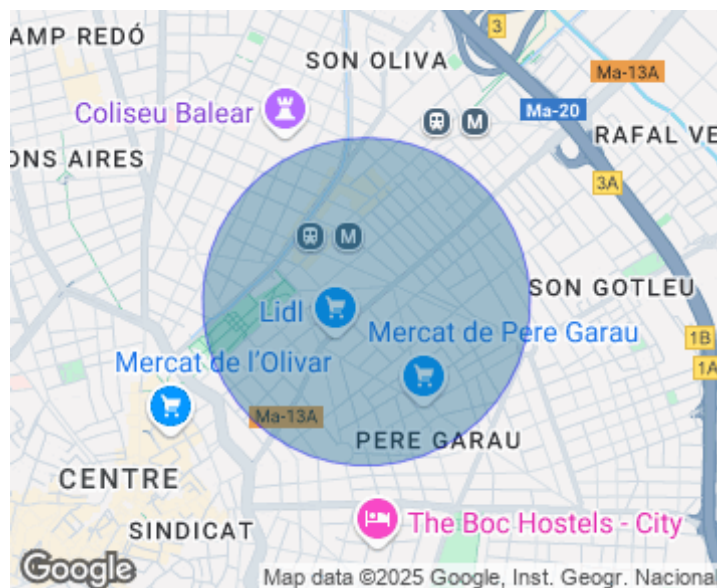 AMP REDÓ
SON OLIVA
3
Ma-13A
Coliseu Balear
M
Ma-20
RAFAL VE
ONS AIRES
3A
M
SON GOTLEU
Lidl
Mercat de Pere Garau
1B
Mercat de l'Olivar
1A
Ma-13A
PERE GARAU
CENTRE
SINDICAT
The Boc Hostels - City
Google
Map data ©2025 Google, Inst. Geogr. Nacional